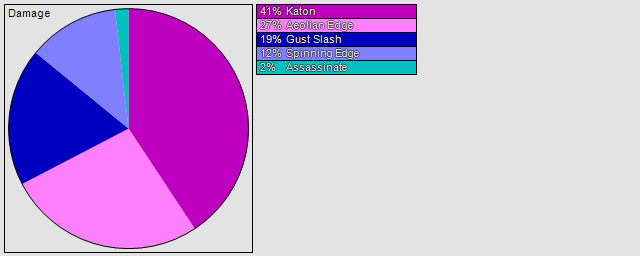 Damage
41% Katon
27% Aeolian Edge
19% Gust Slash
12% Spinning Edge
2% Assassinate